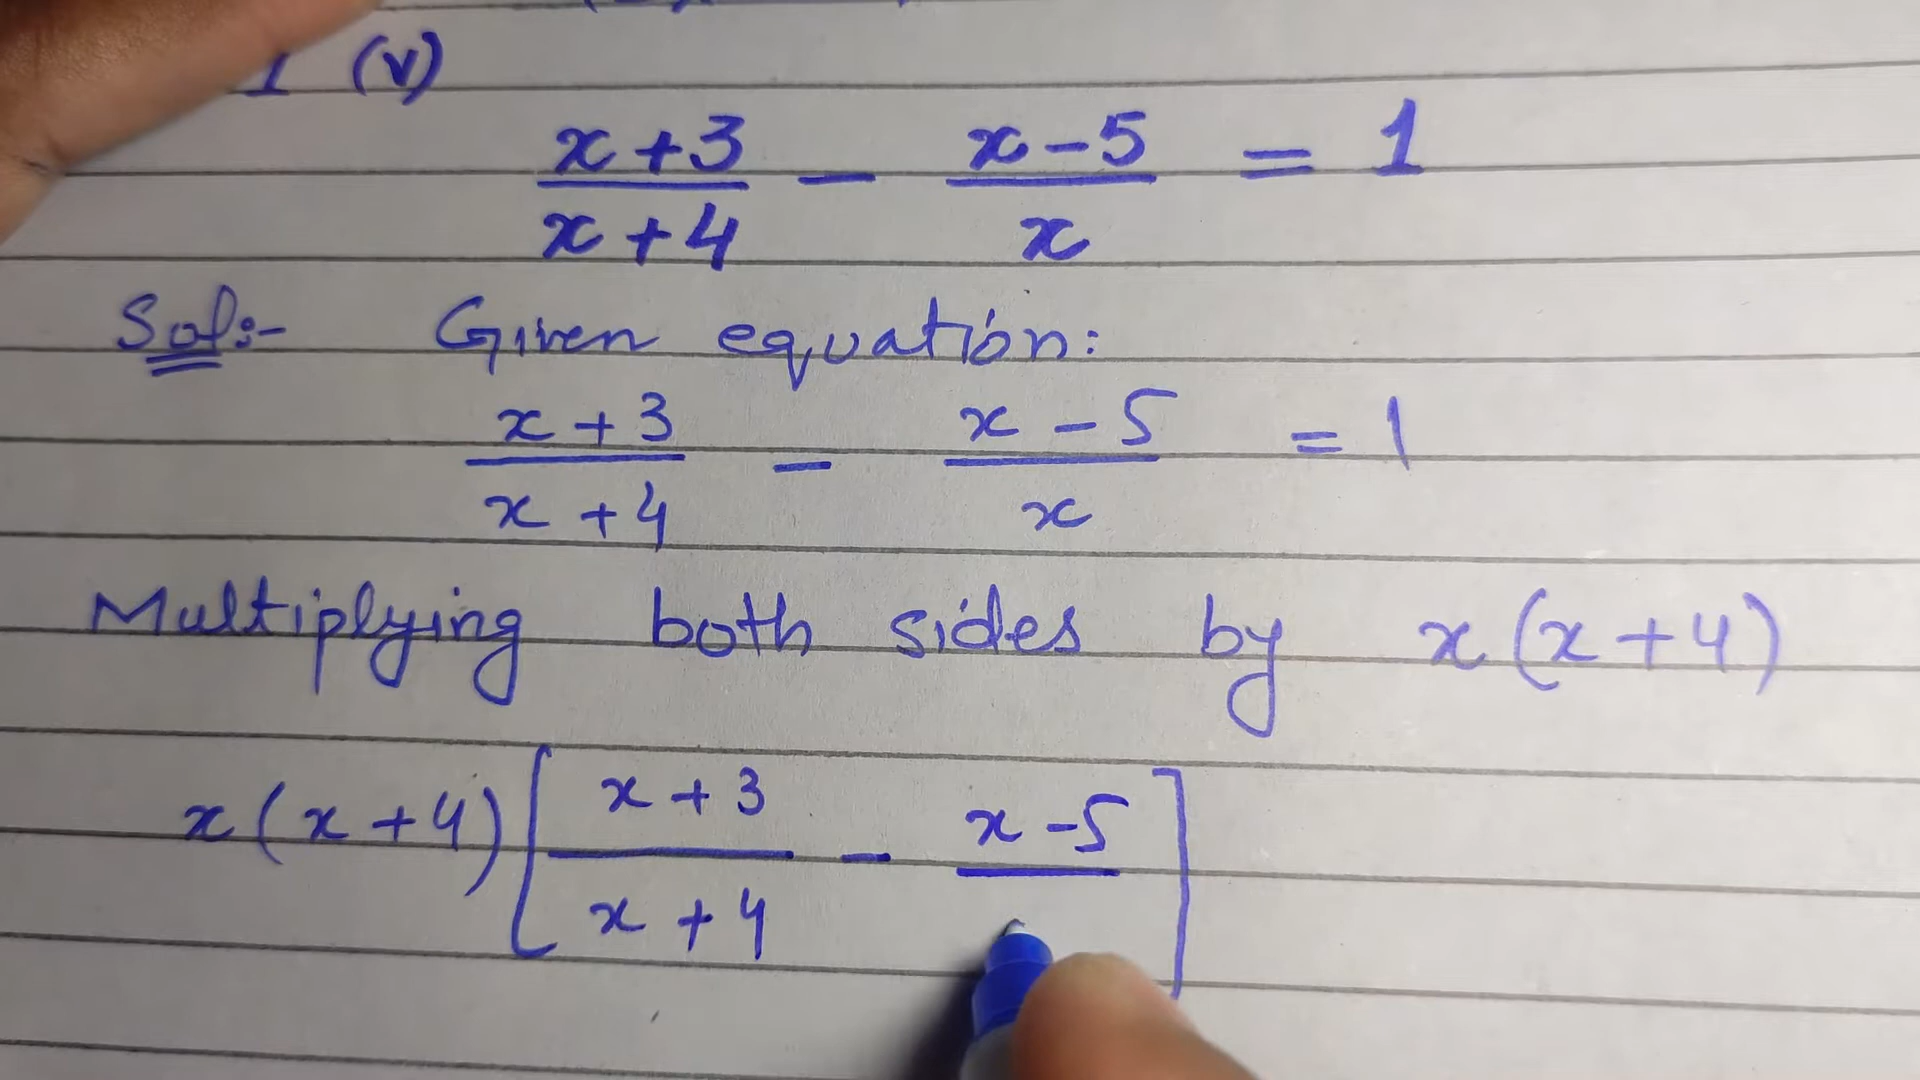 1 (v)
x+3/x+4 - x-5/x = 1
Sol:- Given equation:
x+3/x+4 - x-5/x = 1
Multiplying both sides by x(x+4)
x(x+4)[x+3/x+4 - x-5/ ]